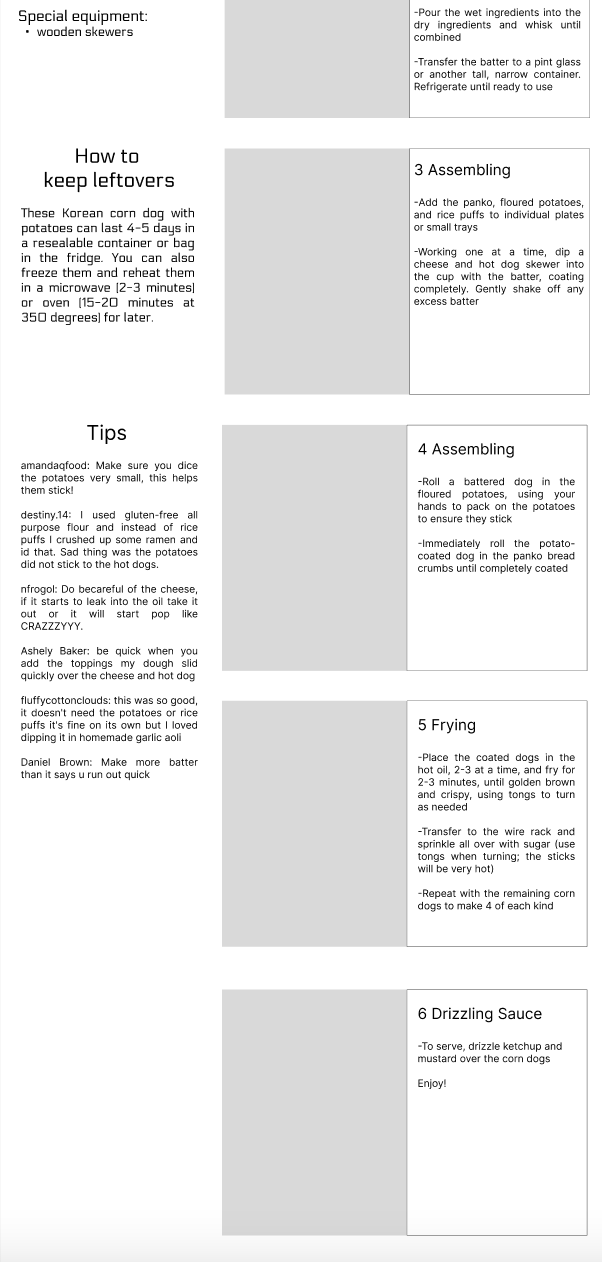 Special equipment:
• wooden skewers
How to
keep leftovers
These Korean corn dog with
potatoes can last 4-5 days in
a resealable container or bag
in the fridge. You can also
freeze them and reheat them
in a microwave (2-3 minutes)
or oven (15-20 minutes at
350 degrees) for later.
Tips
amandaqfood: Make sure you dice
the potatoes very small, this helps
them stick!
destiny.14: I used gluten-free all
purpose flour and instead of rice
puffs I crushed up some ramen and
id that. Sad thing was the potatoes
did not stick to the hot dogs.
nfrogol: Do becareful of the cheese,
if it starts to leak into the oil take it
out or it will start pop like
CRAZZZYYY.
Ashely Baker: be quick when you
add the toppings my dough slid
quickly over the cheese and hot dog
fluffycottonclouds: this was so good,
it doesn't need the potatoes or rice
puffs it's fine on its own but I loved
dipping it in homemade garlic aoli
Daniel Brown: Make more batter
than it says u run out quick
-Pour the wet ingredients into the
dry ingredients and whisk until
combined
-Transfer the batter to a pint glass
or another tall, narrow container.
Refrigerate until ready to use
3 Assembling
-Add the panko, floured potatoes,
and rice puffs to individual plates
or small trays
-Working one at a time, dip a
cheese and hot dog skewer into
the cup with the batter, coating
completely. Gently shake off any
excess batter
4 Assembling
-Roll a battered dog in the
floured potatoes, using your
hands to pack on the potatoes
to ensure they stick
-Immediately roll the potato-
coated dog in the panko bread
crumbs until completely coated
5 Frying
-Place the coated dogs in the
hot oil, 2-3 at a time, and fry for
2-3 minutes, until golden brown
and crispy, using tongs to turn
as needed
-Transfer to the wire rack and
sprinkle all over with sugar (use
tongs when turning; the sticks
will be very hot)
-Repeat with the remaining corn
dogs to make 4 of each kind
6 Drizzling Sauce
-To serve, drizzle ketchup and
mustard over the corn dogs
Enjoy!